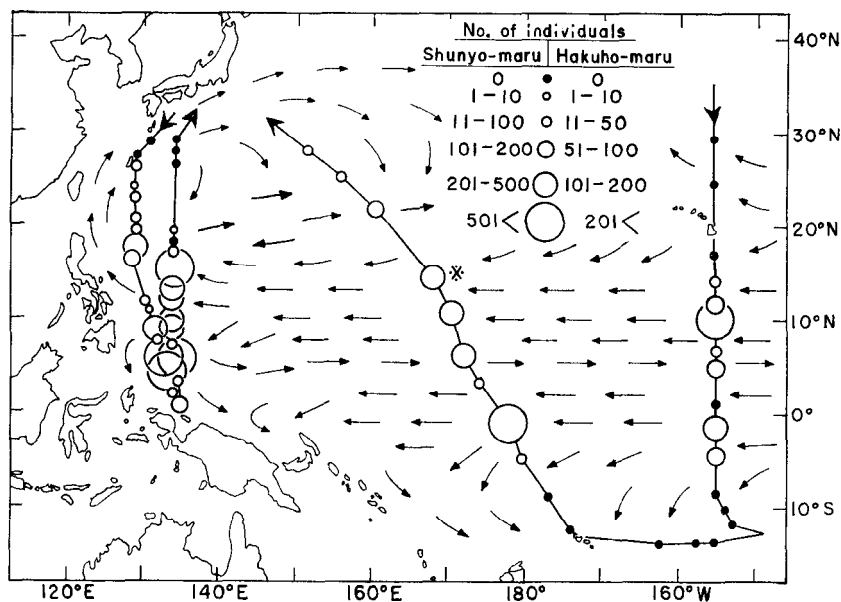 No. of individuals
Shunyo-maru Hakuho-maru
0 0
1-10 1-10
11-100 11-50
101-200 51-100
201-500 101-200
501< 201<
※
40°N
30°N
20°N
10°N
0°
10°S
120°E 140°E 160°E 180° 160°W